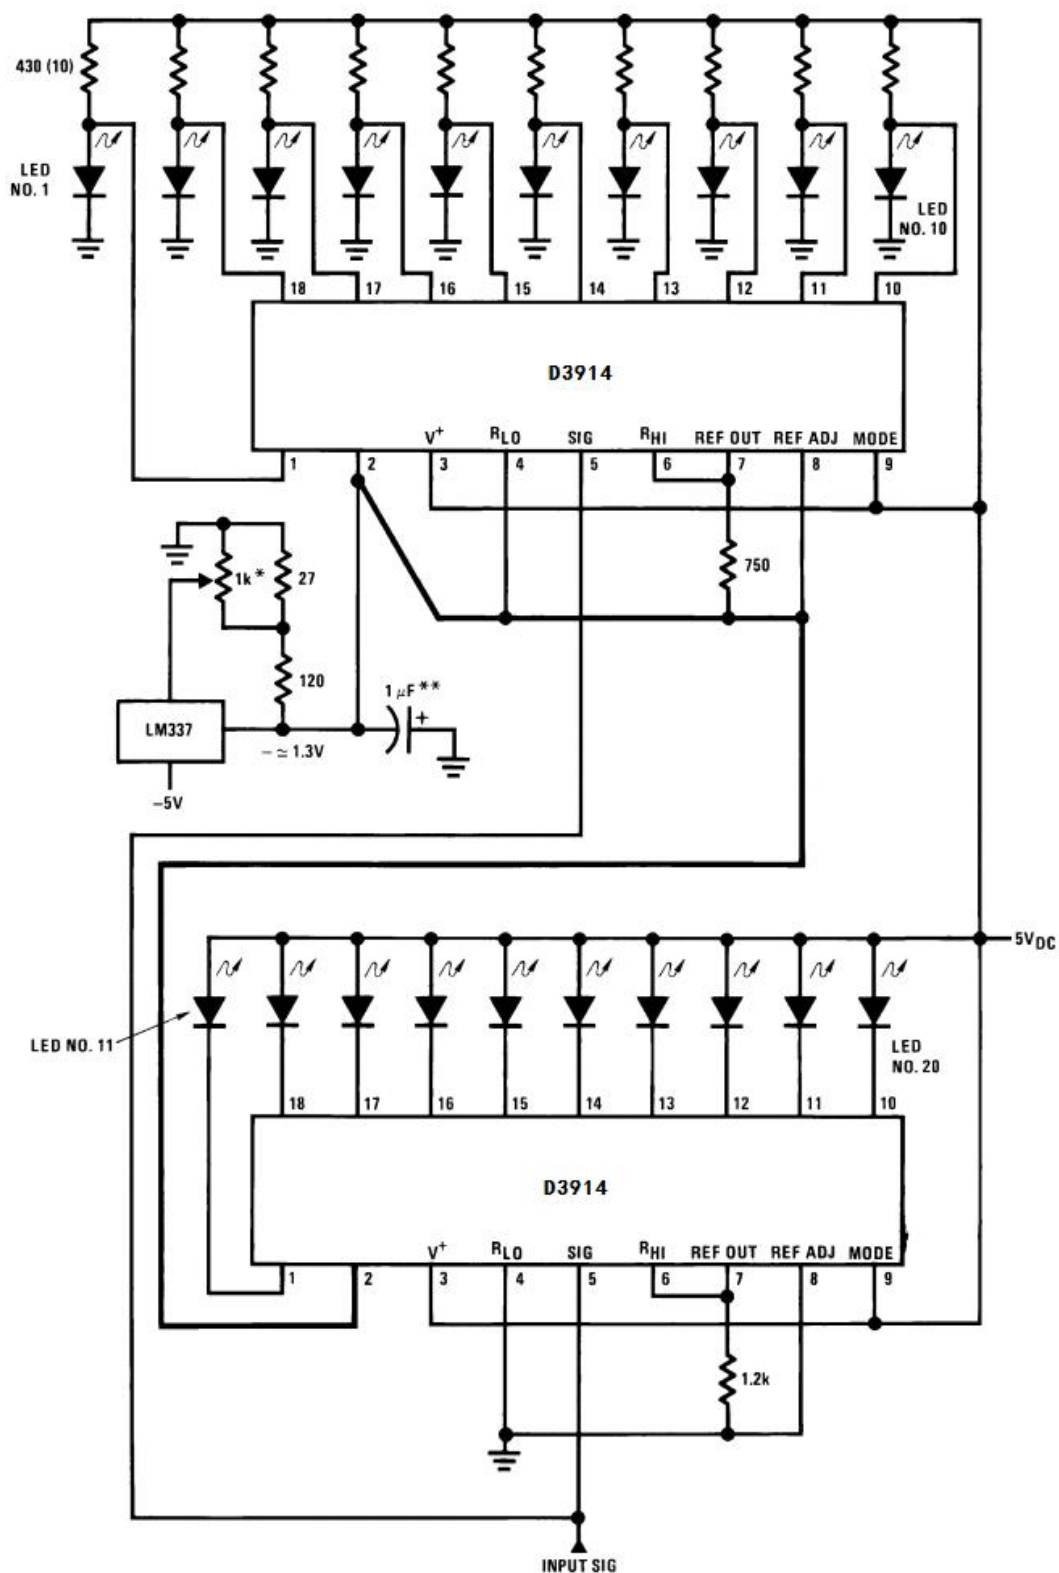 430 (10)
LED
NO. 1
LED
NO. 10
18 17 16 15 14 13 12 11 10
D3914
V+ RLO SIG RHI REF OUT REF ADJ MODE
1 2 3 4 5 6 7 8 9
1k* 27
750
120
1 μF**
+
LM337
− ≃ 1.3V
−5V
5VDC
LED NO. 11
LED
NO. 20
18 17 16 15 14 13 12 11 10
D3914
V+ RLO SIG RHI REF OUT REF ADJ MODE
1 2 3 4 5 6 7 8 9
1.2k
INPUT SIG